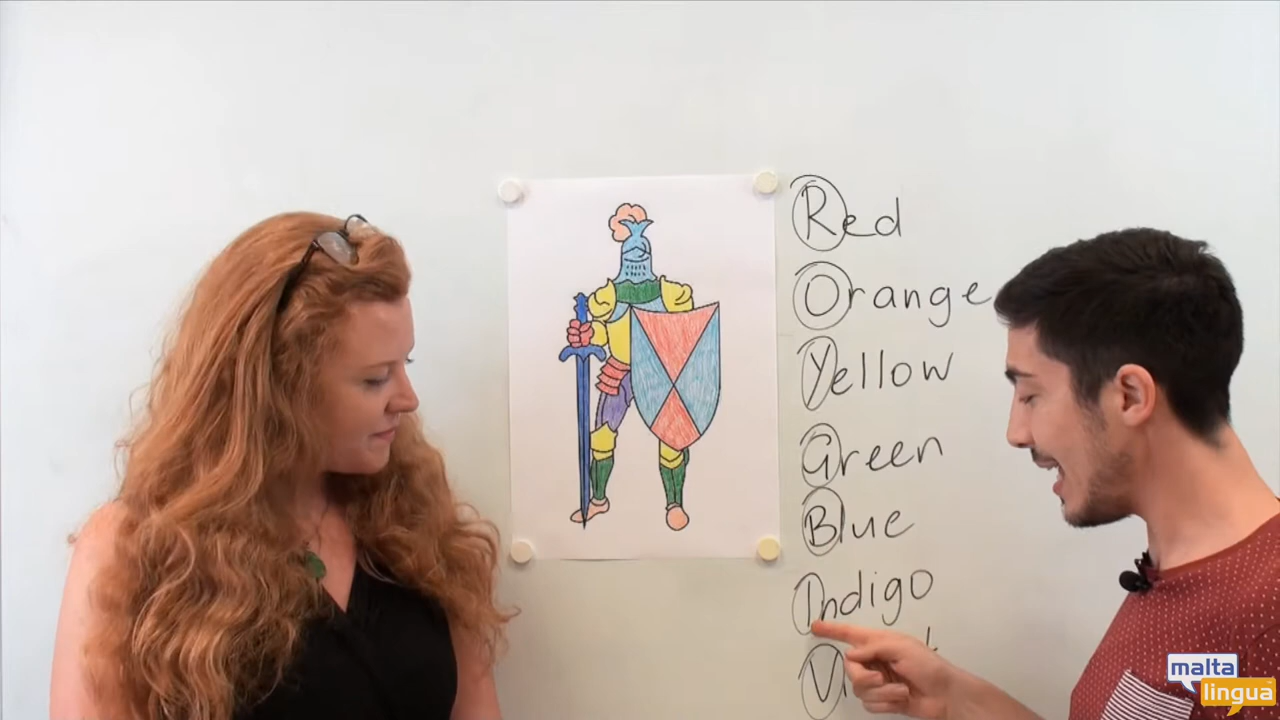 Red
Orange
Yellow
Green
Blue
Indigo
malta
lingua